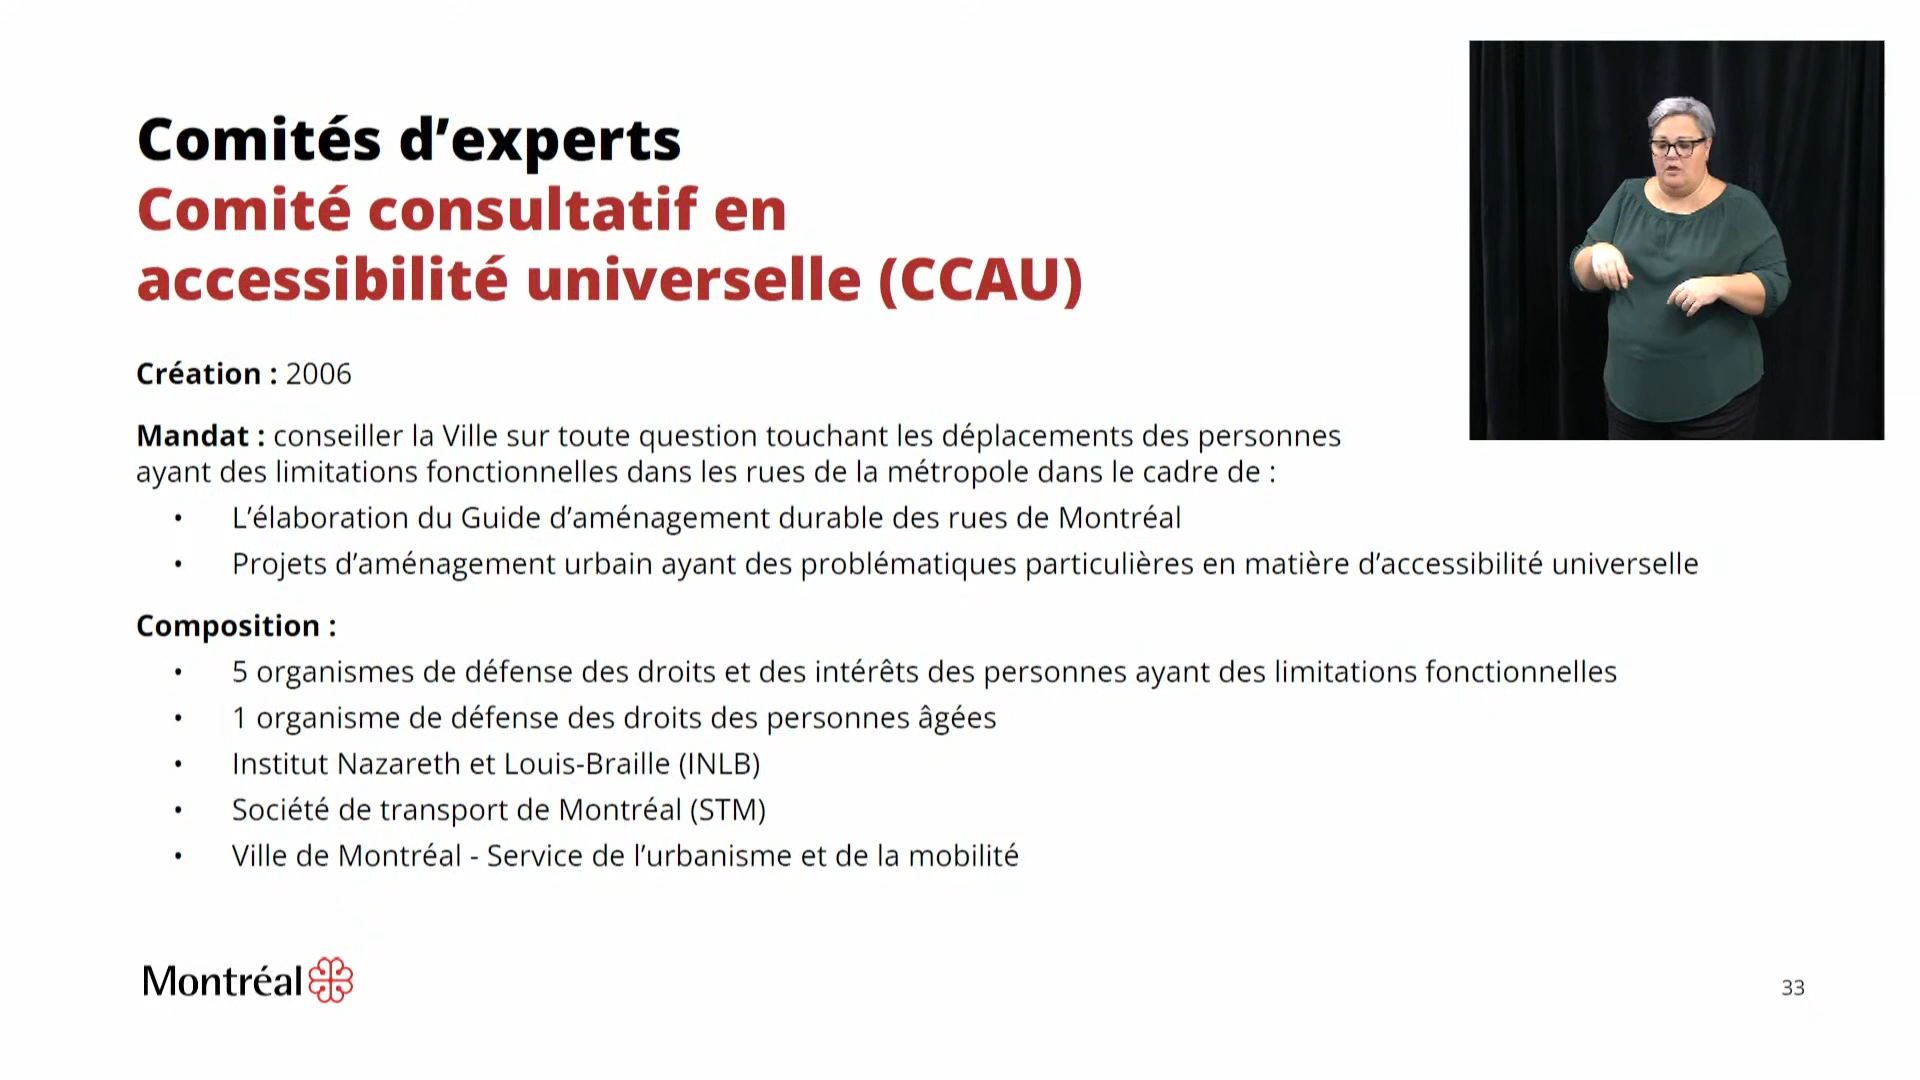 Comités d’experts
Comité consultatif en
accessibilité universelle (CCAU)
Création : 2006
Mandat : conseiller la Ville sur toute question touchant les déplacements des personnes
ayant des limitations fonctionnelles dans les rues de la métropole dans le cadre de :
• L’élaboration du Guide d’aménagement durable des rues de Montréal
• Projets d’aménagement urbain ayant des problématiques particulières en matière d’accessibilité universelle
Composition :
• 5 organismes de défense des droits et des intérêts des personnes ayant des limitations fonctionnelles
• 1 organisme de défense des droits des personnes âgées
• Institut Nazareth et Louis-Braille (INLB)
• Société de transport de Montréal (STM)
• Ville de Montréal - Service de l’urbanisme et de la mobilité
Montréal
33